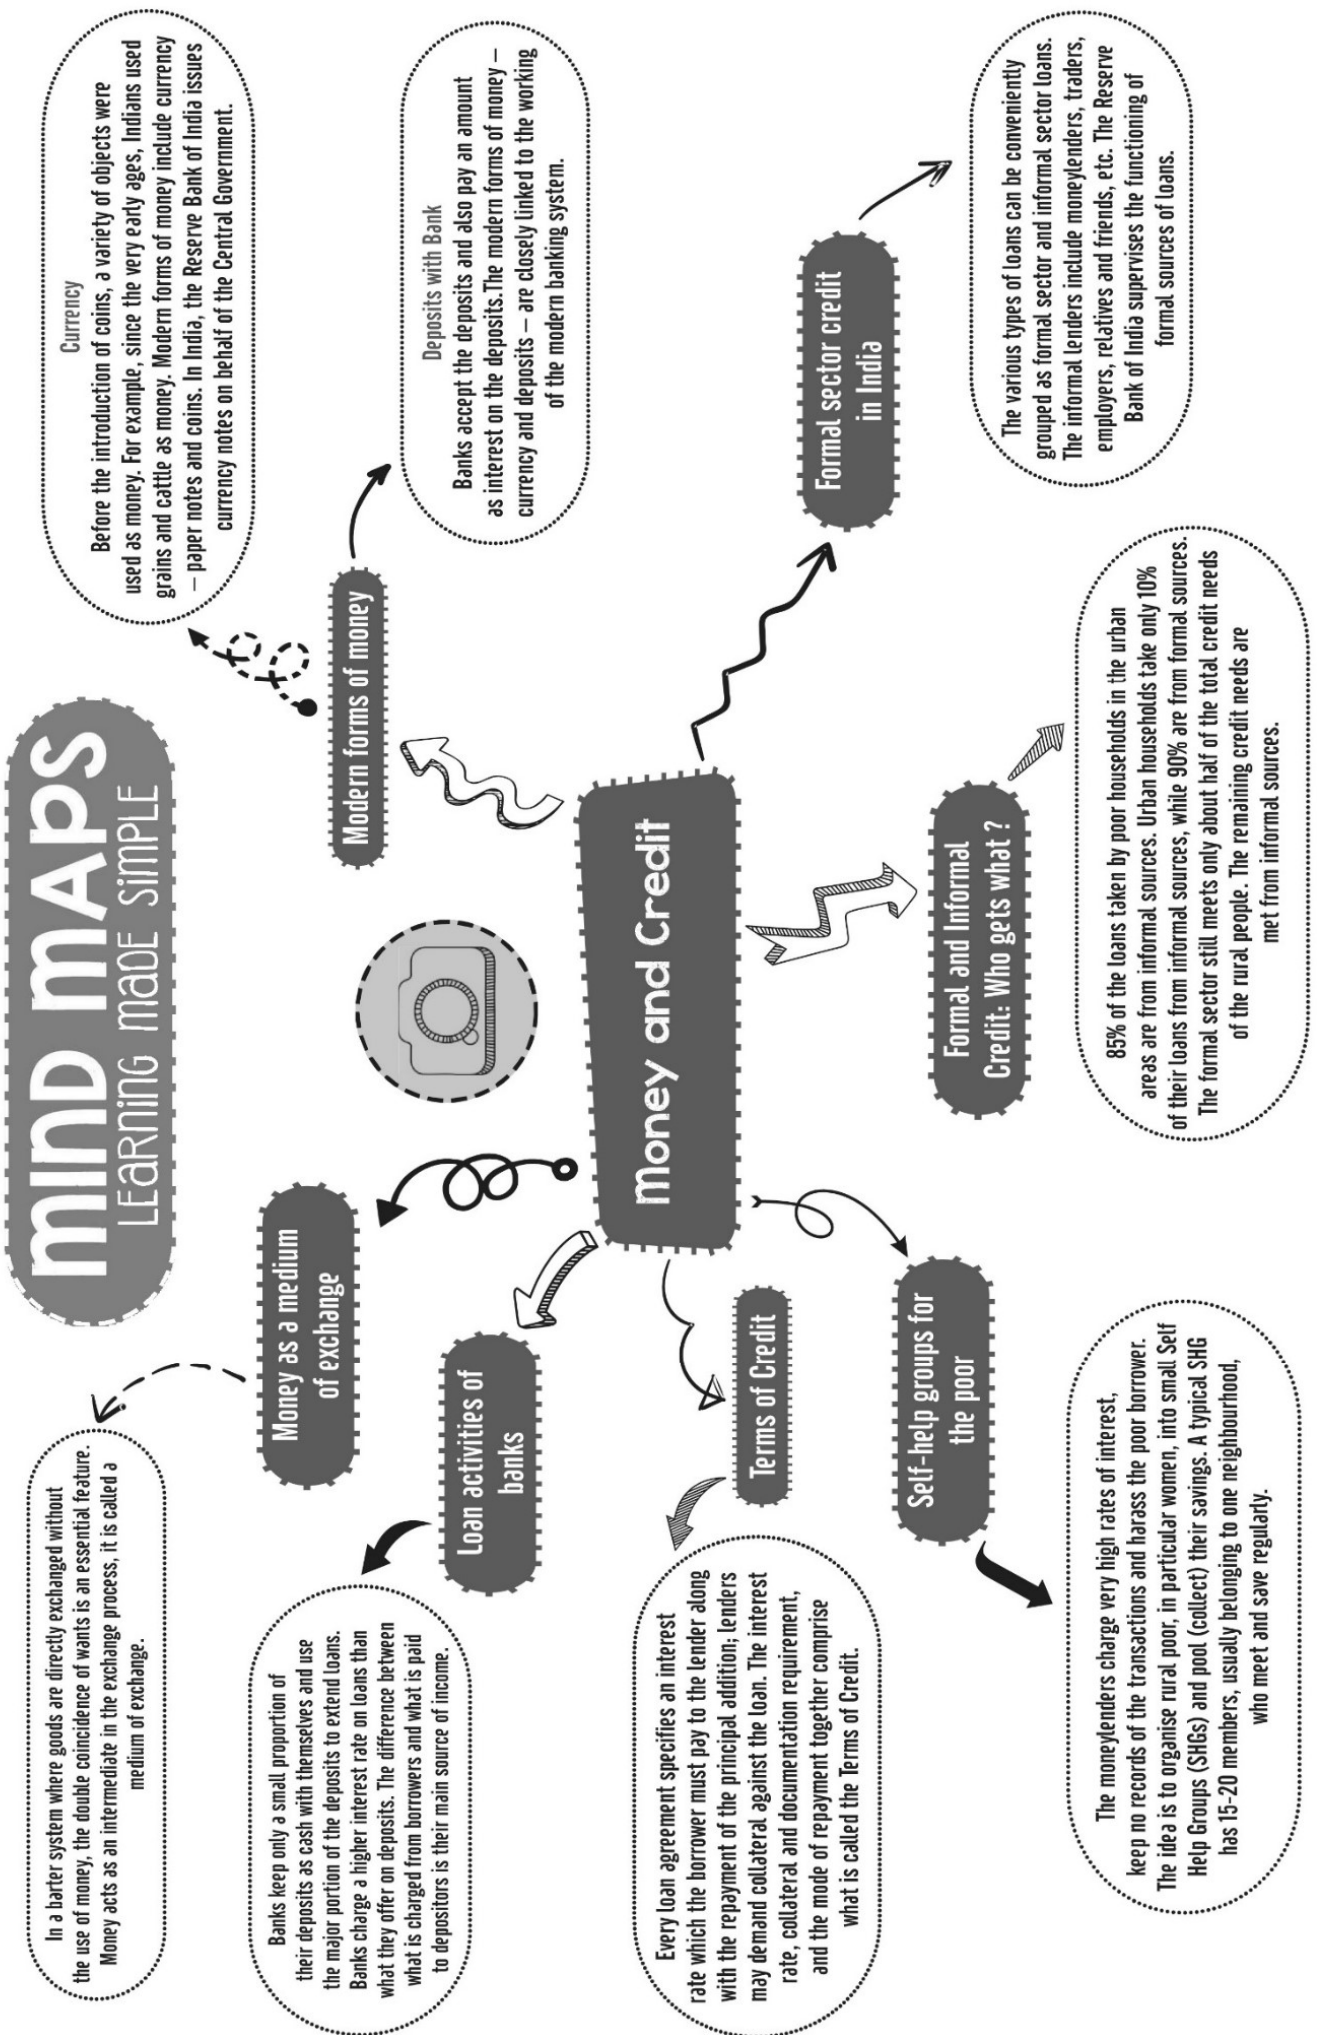 MIND MAPS
LEARNING MADE SIMPLE
Money and Credit
Money as a medium
of exchange
In a barter system where goods are directly exchanged without
the use of money, the double coincidence of wants is an essential feature.
Money acts as an intermediate in the exchange process, it is called a
medium of exchange.
Modern forms of money
Currency
Before the introduction of coins, a variety of objects were
used as money. For example, since the very early ages, Indians used
grains and cattle as money. Modern forms of money include currency
– paper notes and coins. In India, the Reserve Bank of India issues
currency notes on behalf of the Central Government.
Deposits with Bank
Banks accept the deposits and also pay an amount
as interest on the deposits.The modern forms of money –
currency and deposits – are closely linked to the working
of the modern banking system.
Loan activities of
banks
Banks keep only a small proportion of
their deposits as cash with themselves and use
the major portion of the deposits to extend loans.
Banks charge a higher interest rate on loans than
what they offer on deposits. The difference between
what is charged from borrowers and what is paid
to depositors is their main source of income.
Terms of Credit
Every loan agreement specifies an interest
rate which the borrower must pay to the lender along
with the repayment of the principal addition; lenders
may demand collateral against the loan. The interest
rate, collateral and documentation requirement,
and the mode of repayment together comprise
what is called the Terms of Credit.
Formal sector credit
in India
The various types of loans can be conveniently
grouped as formal sector and informal sector loans.
The informal lenders include moneylenders, traders,
employers, relatives and friends, etc. The Reserve
Bank of India supervises the functioning of
formal sources of loans.
Formal and Informal
Credit: Who gets what ?
85% of the loans taken by poor households in the urban
areas are from informal sources. Urban households take only 10%
of their loans from informal sources, while 90% are from formal sources.
The formal sector still meets only about half of the total credit needs
of the rural people. The remaining credit needs are
met from informal sources.
Self-help groups for
the poor
The moneylenders charge very high rates of interest,
keep no records of the transactions and harass the poor borrower.
The idea is to organise rural poor, in particular women, into small Self
Help Groups (SHGs) and pool (collect) their savings. A typical SHG
has 15-20 members, usually belonging to one neighbourhood,
who meet and save regularly.